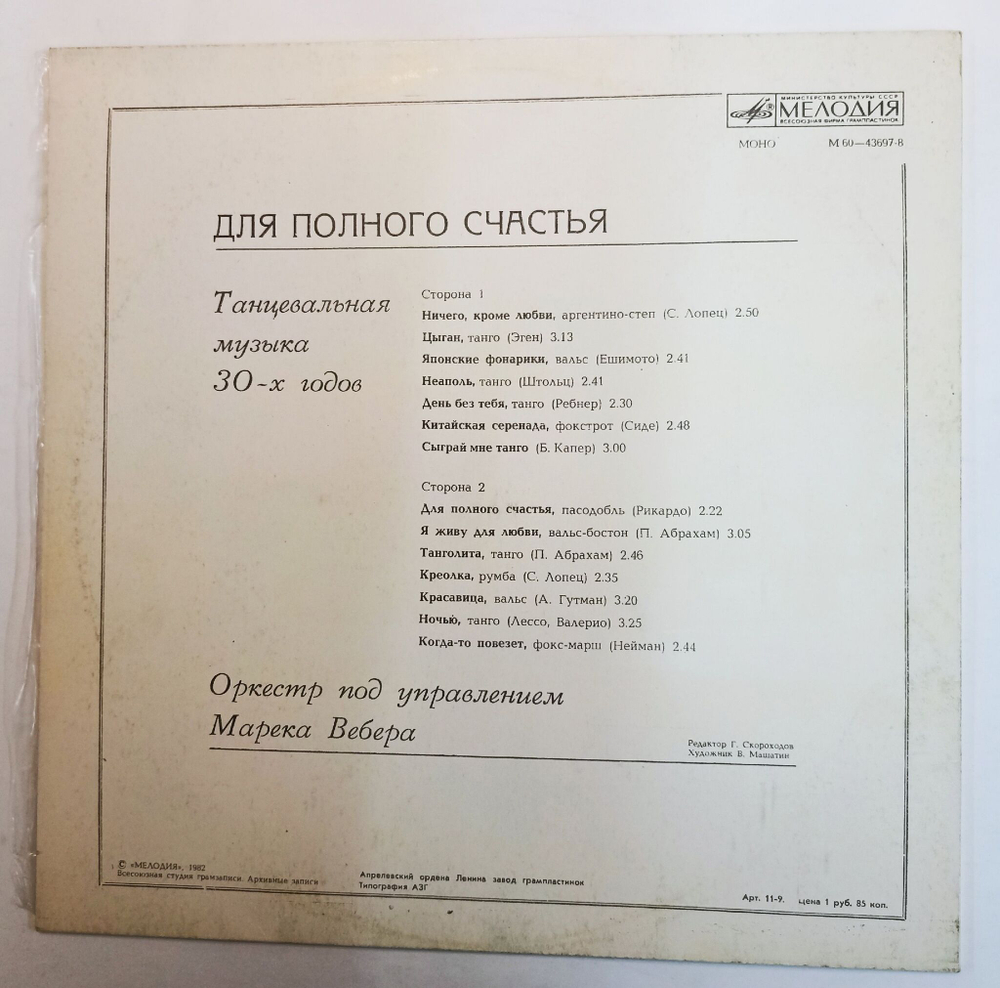 МИНИСТЕРСТВО КУЛЬТУРЫ СССР
МЕЛОДИЯ
ВСЕСОЮЗНАЯ ФИРМА ГРАМПЛАСТИНОК
МОНО М 60—43697-8
ДЛЯ ПОЛНОГО СЧАСТЬЯ
Танцевальная
музыка
30-х годов
Сторона 1
Ничего, кроме любви, аргентино-степ (С. Лопец) 2.50
Цыган, танго (Эген) 3.13
Японские фонарики, вальс (Ешимото) 2.41
Неаполь, танго (Штольц) 2.41
День без тебя, танго (Ребнер) 2.30
Китайская серенада, фокстрот (Сиде) 2.48
Сыграй мне танго (Б. Капер) 3.00
Сторона 2
Для полного счастья, пасодобль (Рикардо) 2.22
Я живу для любви, вальс-бостон (П. Абрахам) 3.05
Танголита, танго (П. Абрахам) 2.46
Креолка, румба (С. Лопец) 2.35
Красавица, вальс (А. Гутман) 3.20
Ночью, танго (Лессо, Валерио) 3.25
Когда-то повезет, фокс-марш (Нейман) 2.44
Оркестр под управлением
Марека Вебера
Редактор Г. Скороходов
Художник В. Машатин
© «МЕЛОДИЯ», 1982
Всесоюзная студия грамзаписи. Архивные записи
Апрелевский ордена Ленина завод грампластинок
Типография АЗГ
Арт. 11-9. цена 1 руб. 85 коп.